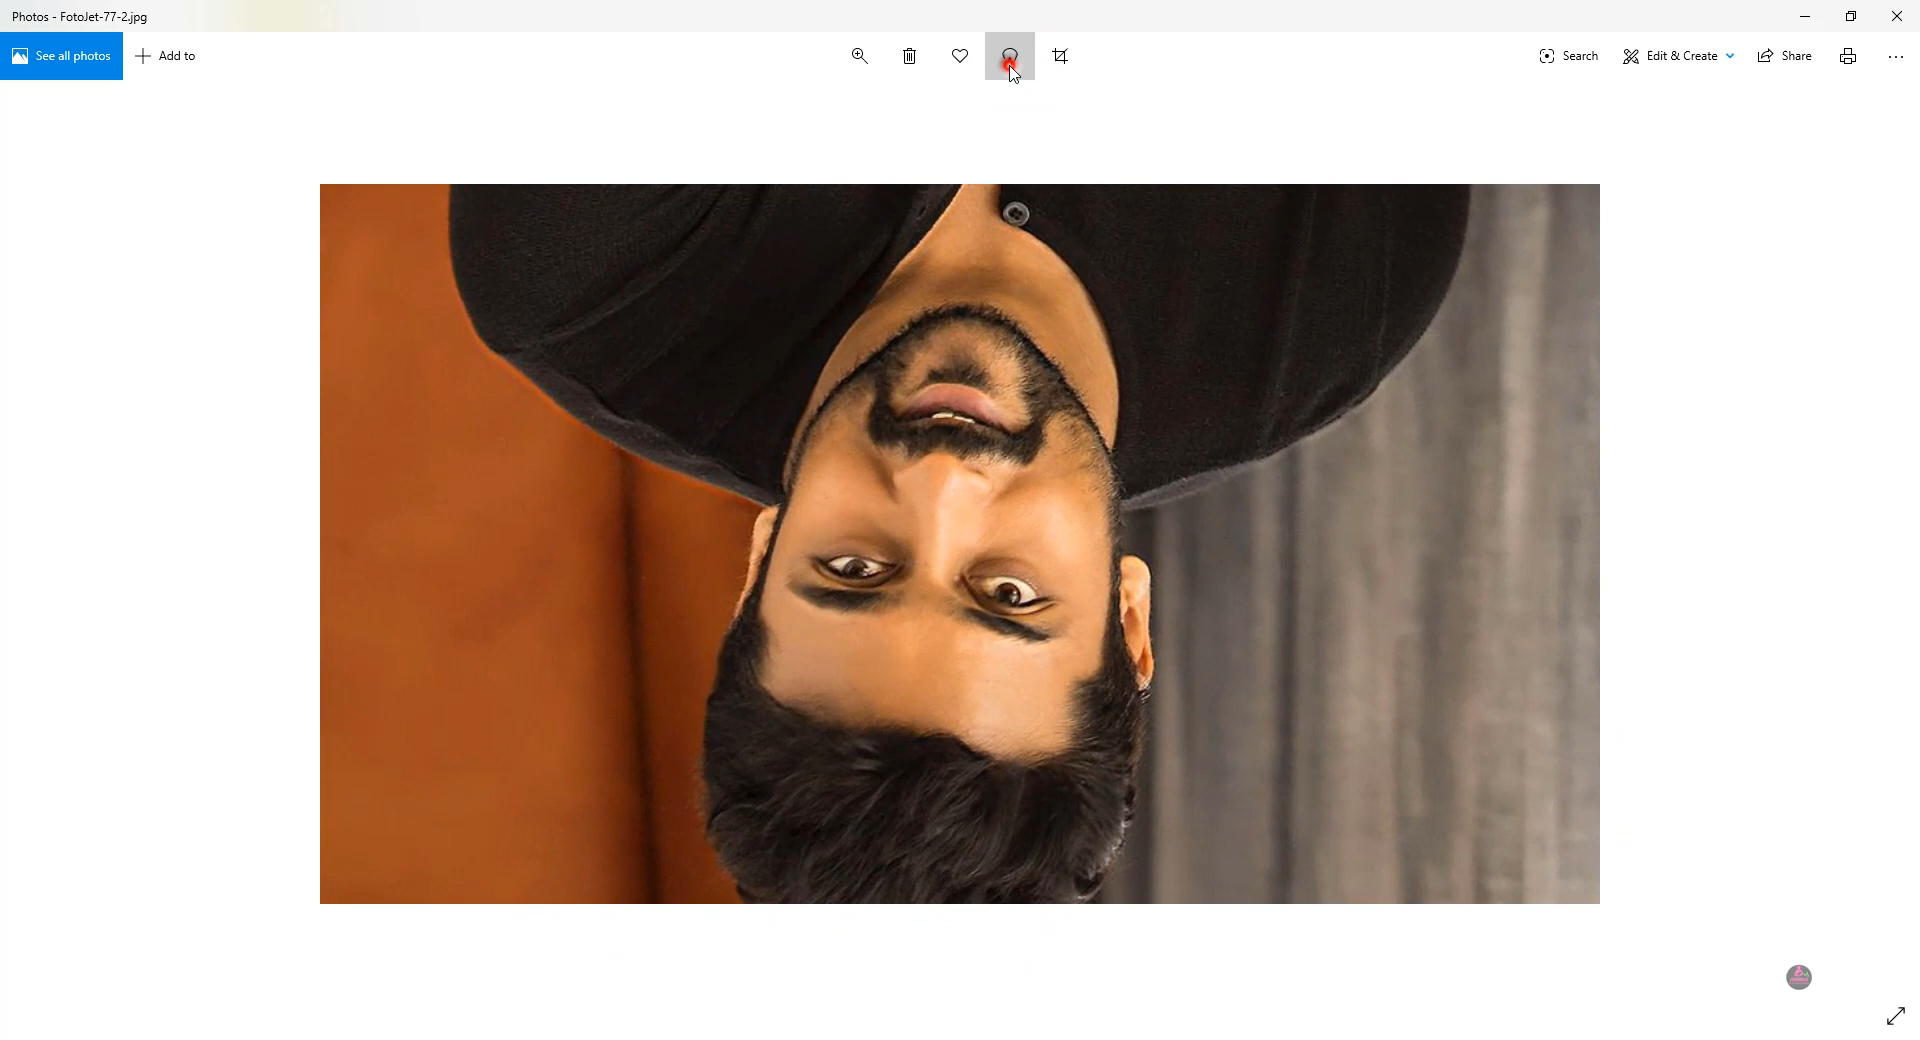 Photos - FotoJet-77-2.jpg
See all photos
Add to
Search
Edit & Create
Share